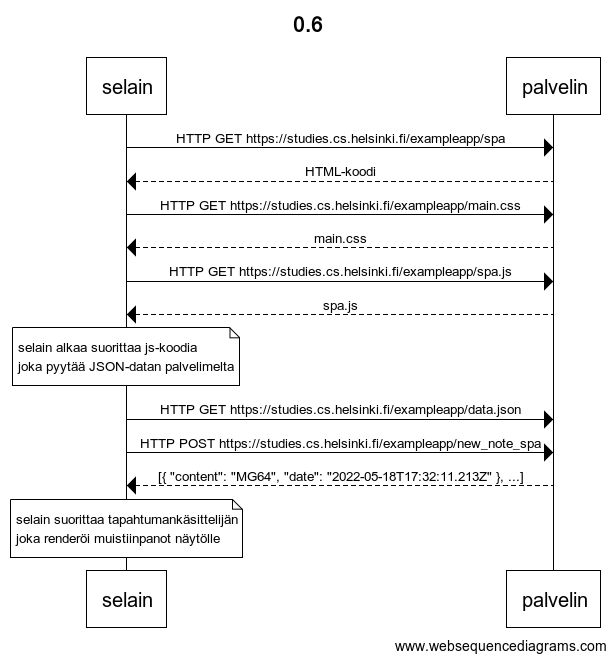 0.6
selain palvelin
HTTP GET https://studies.cs.helsinki.fi/exampleapp/spa
HTML-koodi
HTTP GET https://studies.cs.helsinki.fi/exampleapp/main.css
main.css
HTTP GET https://studies.cs.helsinki.fi/exampleapp/spa.js
spa.js
selain alkaa suorittaa js-koodia
joka pyytää JSON-datan palvelimelta
HTTP GET https://studies.cs.helsinki.fi/exampleapp/data.json
HTTP POST https://studies.cs.helsinki.fi/exampleapp/new_note_spa
[{ "content": "MG64", "date": "2022-05-18T17:32:11.213Z" }, ...]
selain suorittaa tapahtumankäsittelijän
joka renderöi muistiinpanot näytölle
selain palvelin
www.websequencediagrams.com